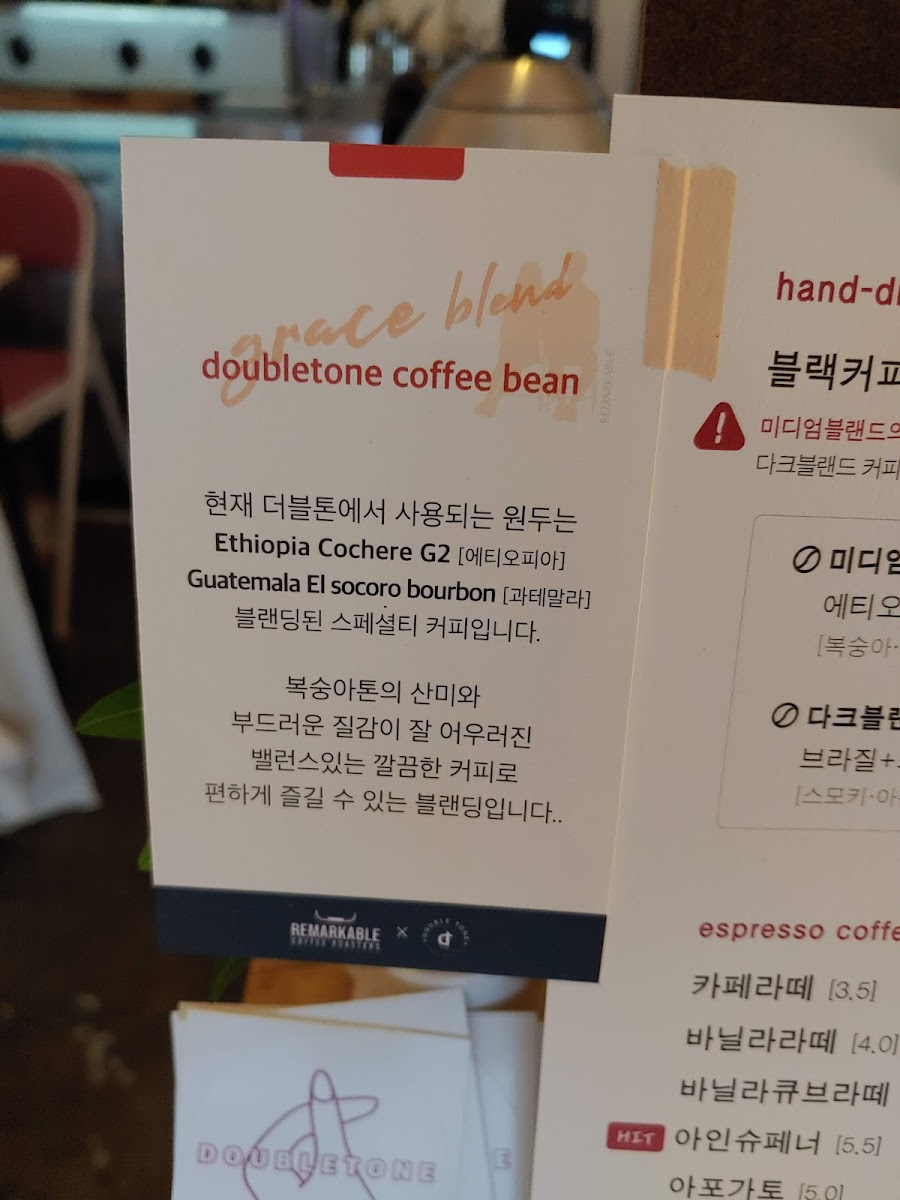 grace blend
doubletone coffee bean
REMARKABLE
현재 더블톤에서 사용되는 원두는
Ethiopia Cochere G2 [에티오피아]
Guatemala El socoro bourbon [과테말라]
블랜딩된 스페셜티 커피입니다.
복숭아톤의 산미와
부드러운 질감이 잘 어우러진
밸런스있는 깔끔한 커피로
편하게 즐길 수 있는 블랜딩입니다..
REMARKABLE × d
COFFEE ROASTERS
DOUBLE TONE
DOUBLETONE
E
hand-d
블랙커피
미디엄블랜드의
다크블랜드 커피
미디엄
에티오
[복숭아·
다크블
브라질+
[스모키·아
espresso coffe
카페라떼 [3.5]
바닐라라떼 [4.0]
바닐라큐브라떼
HIT 아인슈페너 [5.5]
아포가토 [5.0]